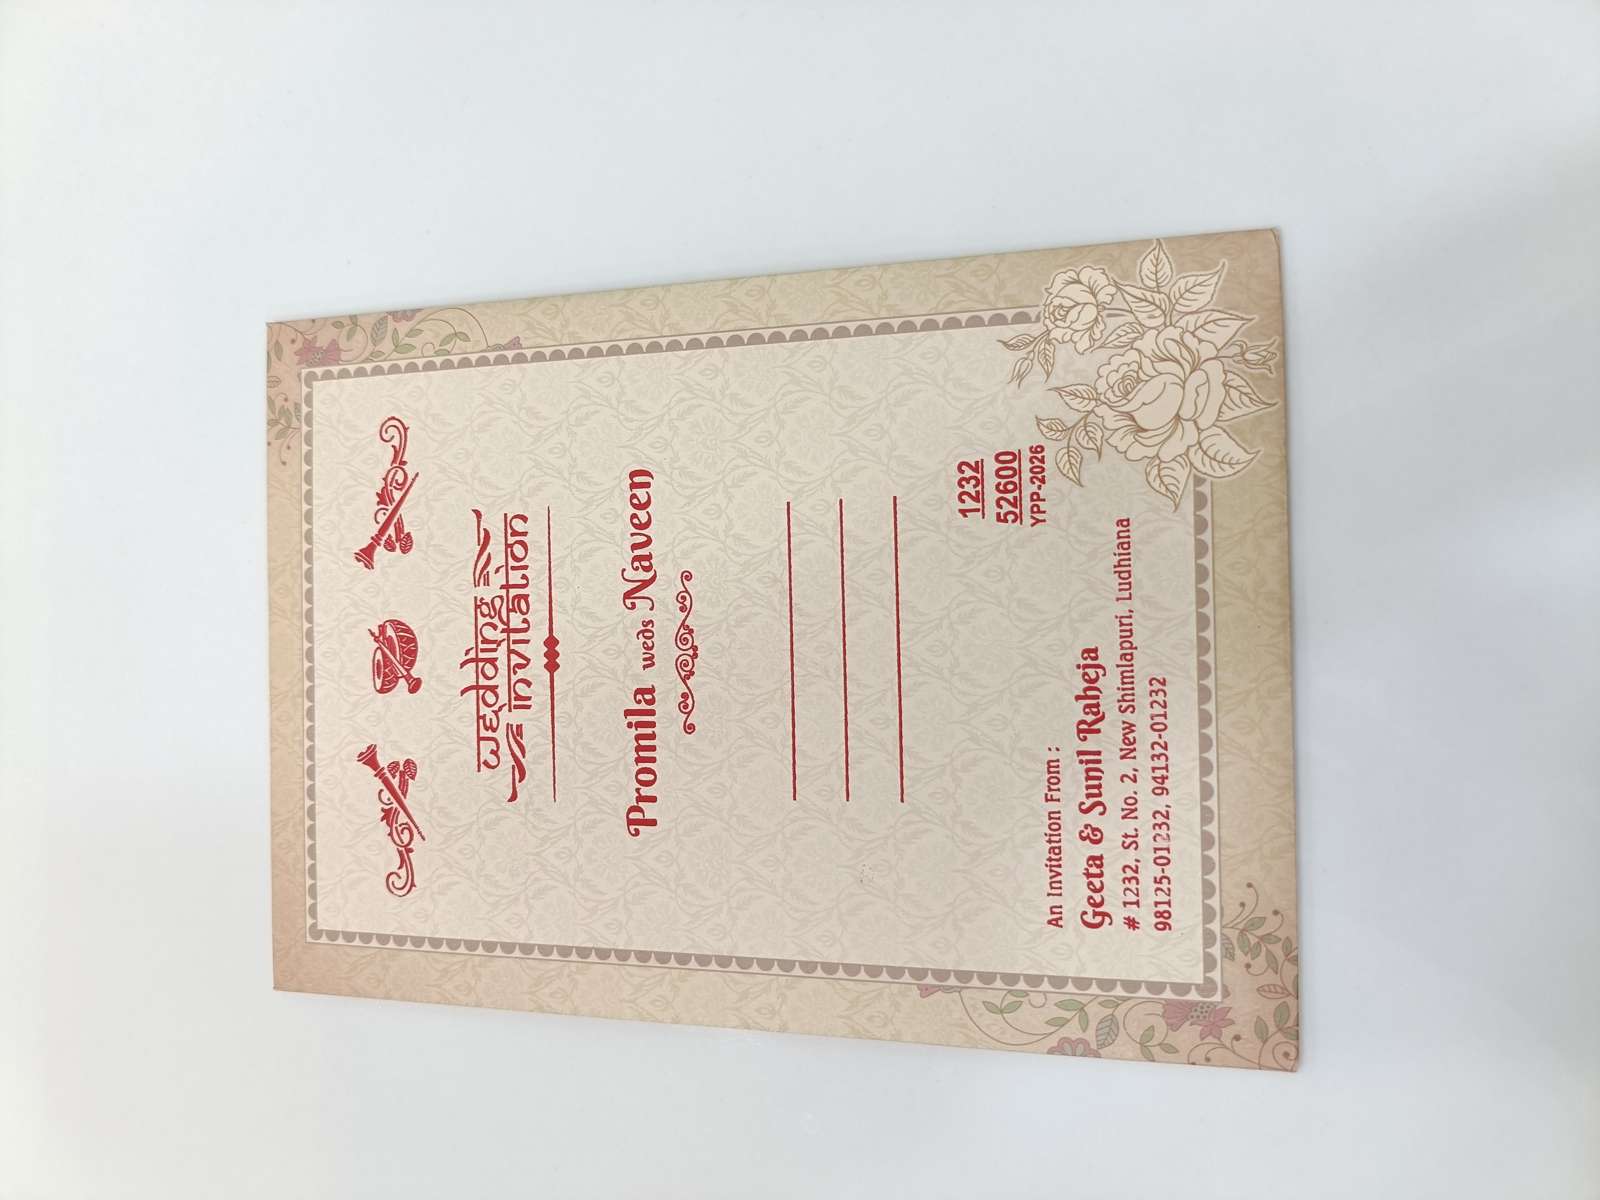 wedding
invitation
Promila weds Naveen
1232
52600
YPP-2026
An Invitation From :
Geeta & Sunil Raheja
# 1232, St. No. 2, New Shimlapuri, Ludhiana
98125-01232, 94132-01232